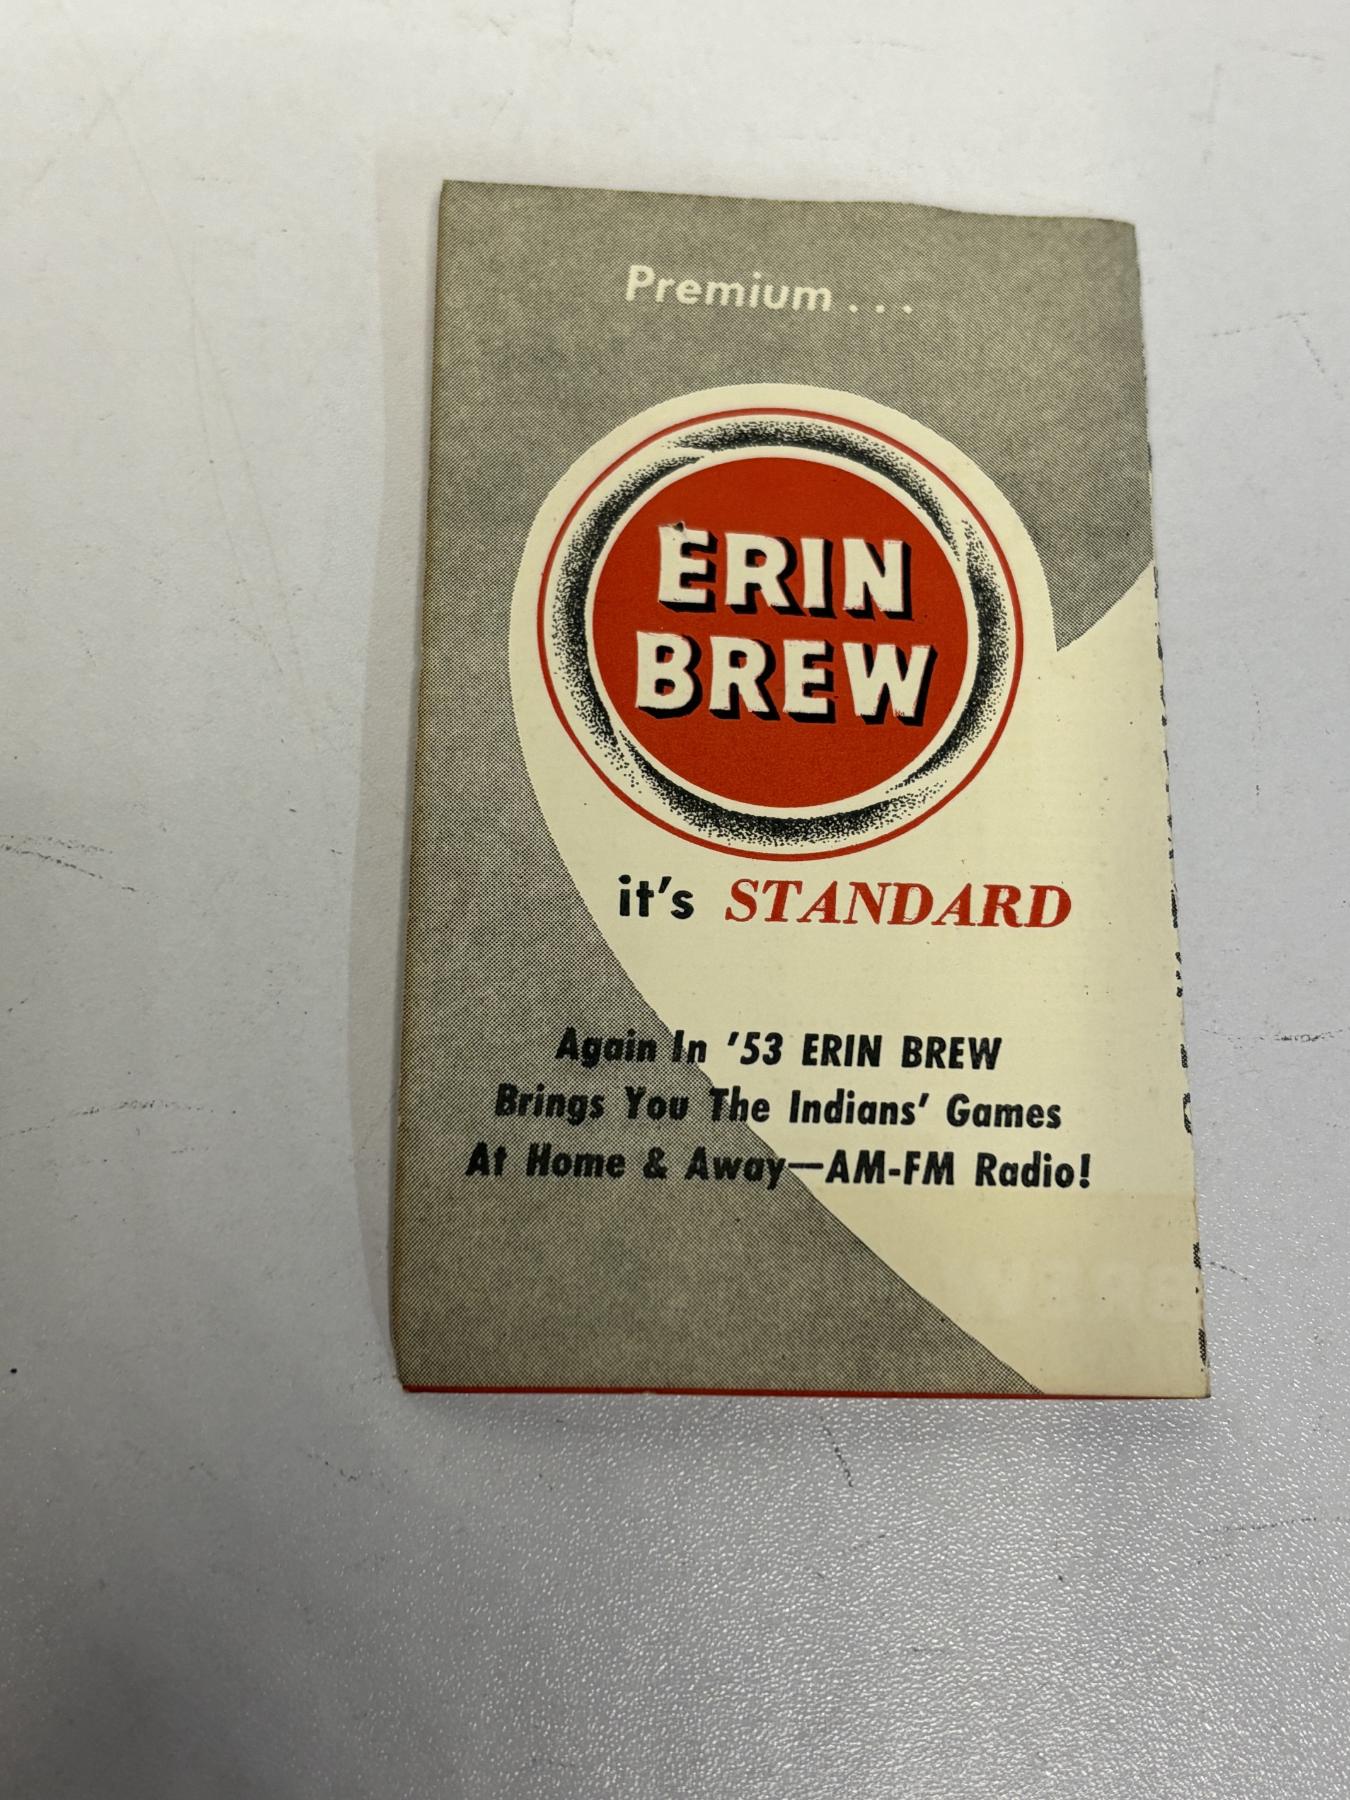 Premium . . .
ERIN
BREW
it's STANDARD
Again In '53 ERIN BREW
Brings You The Indians' Games
At Home & Away—AM-FM Radio!